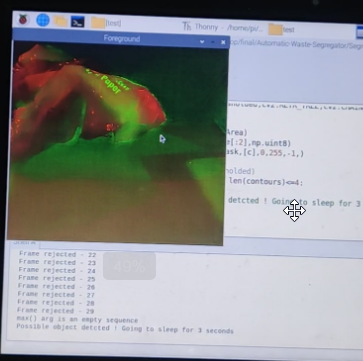 [test]
Thonny - /home/pi/
test
Foreground
top/final/Automatic-Waste-Segregator/Seg
Paper
Area)
[:2],np.uint8)
ask,[c],0,255,-1,)
len(contours)<=4:
detcted ! Going to sleep for 3
Frame rejected - 22
Frame rejected - 23
Frame rejected - 24
Frame rejected - 25
Frame rejected - 26
Frame rejected - 27
Frame rejected - 28
Frame rejected - 29
max() arg is an empty sequence
Possible object detcted ! Going to sleep for 3 seconds